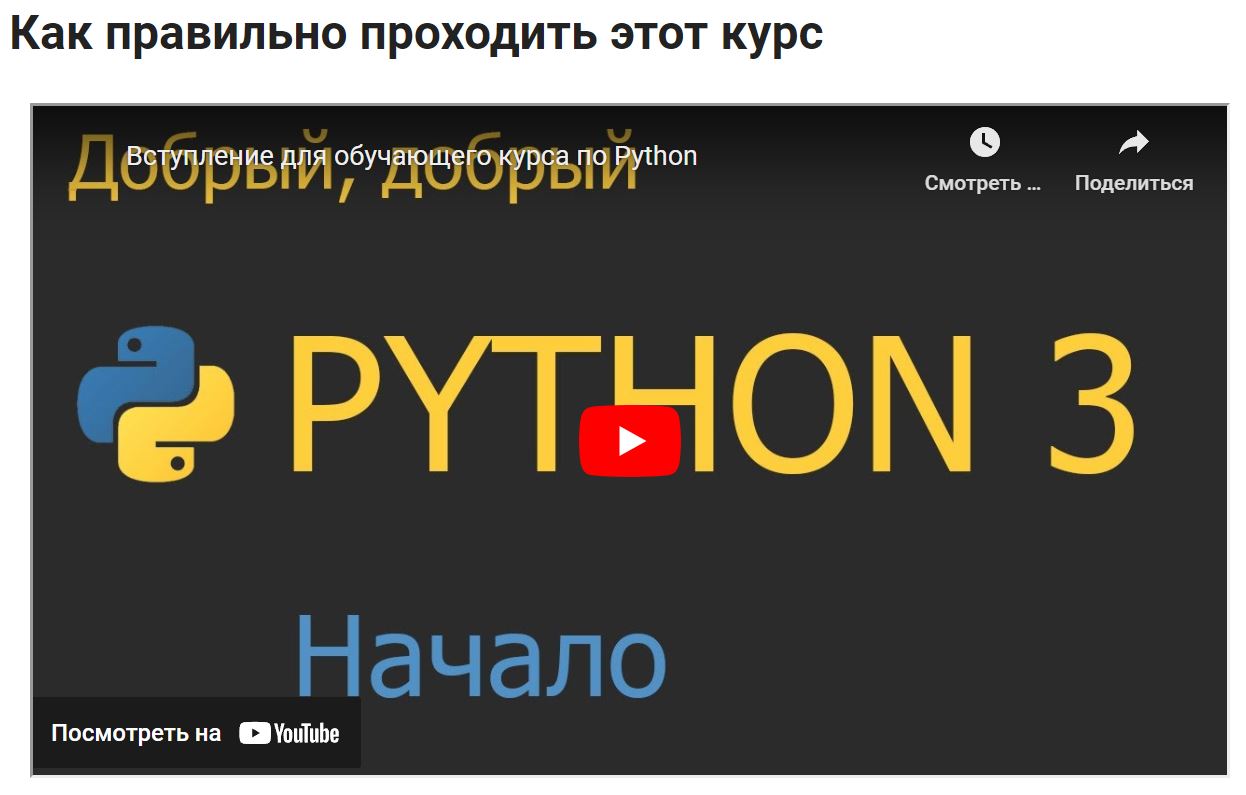 Как правильно проходить этот курс
Добрый, добрый
Вступление для обучающего курса по Python
Смотреть ...
Поделиться
PYTHON 3
Начало
Посмотреть на YouTube